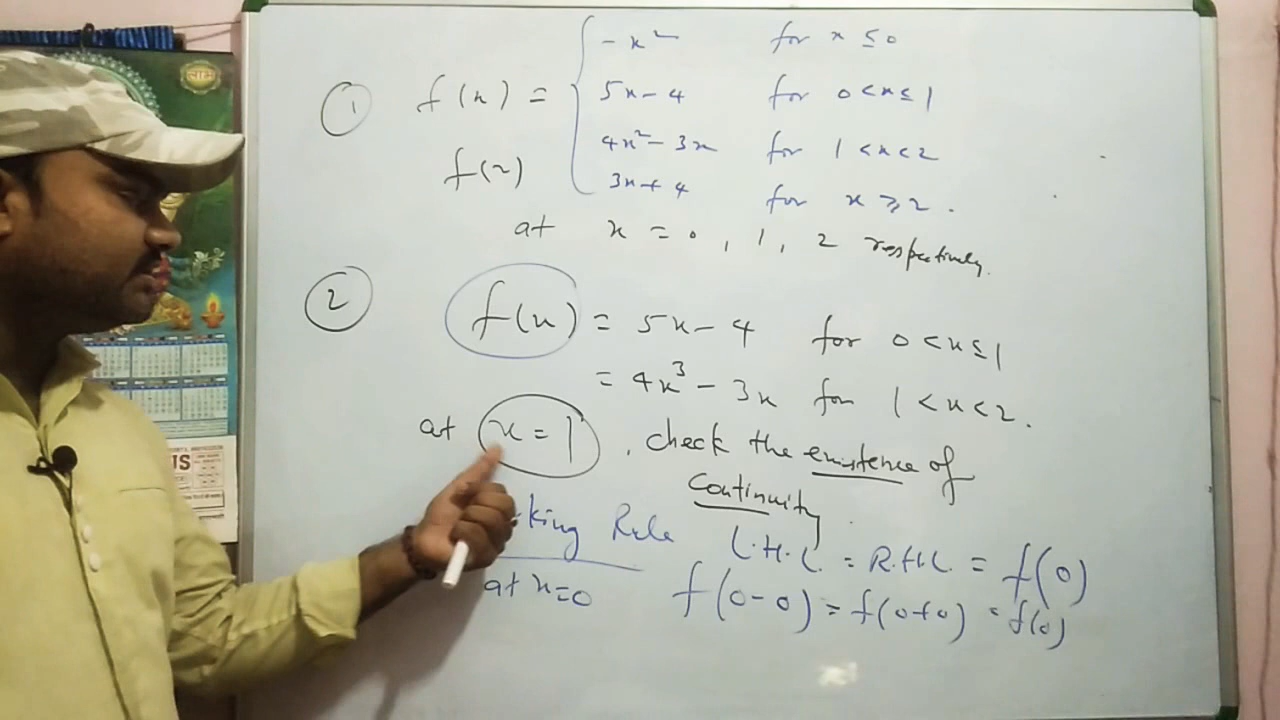 लाभ
① f(x) = { -x² for x ≤ 0
5x-4 for 0<x≤1
4x²-3x for 1<x<2
f(2) 3x+4 for x ≥ 2.
at x = 0, 1, 2 respectively.
② f(x) = 5x-4 for 0<x≤1
= 4x³-3x for 1<x<2.
at x=1, check the existence of
Continuity.
king Rule L.H.L. = R.H.L = f(0)
at x=0 f(0-0) = f(0+0) = f(0)